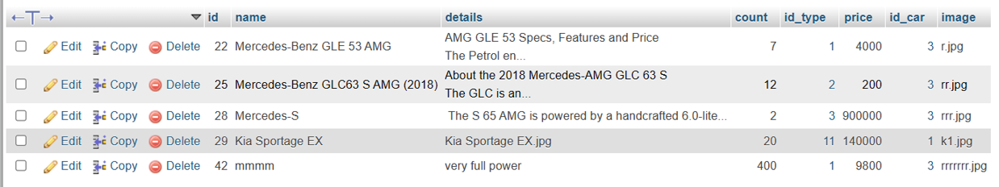 ←T→ id name details count id_type price id_car image
Edit Copy Delete 22 Mercedes-Benz GLE 53 AMG AMG GLE 53 Specs, Features and Price
The Petrol en... 7 1 4000 3 r.jpg
Edit Copy Delete 25 Mercedes-Benz GLC63 S AMG (2018) About the 2018 Mercedes-AMG GLC 63 S
The GLC is an... 12 2 200 3 rr.jpg
Edit Copy Delete 28 Mercedes-S The S 65 AMG is powered by a handcrafted 6.0-lite... 2 3 900000 3 rrr.jpg
Edit Copy Delete 29 Kia Sportage EX Kia Sportage EX.jpg 20 11 140000 1 k1.jpg
Edit Copy Delete 42 mmmm very full power 400 1 9800 3 rrrrrrr.jpg